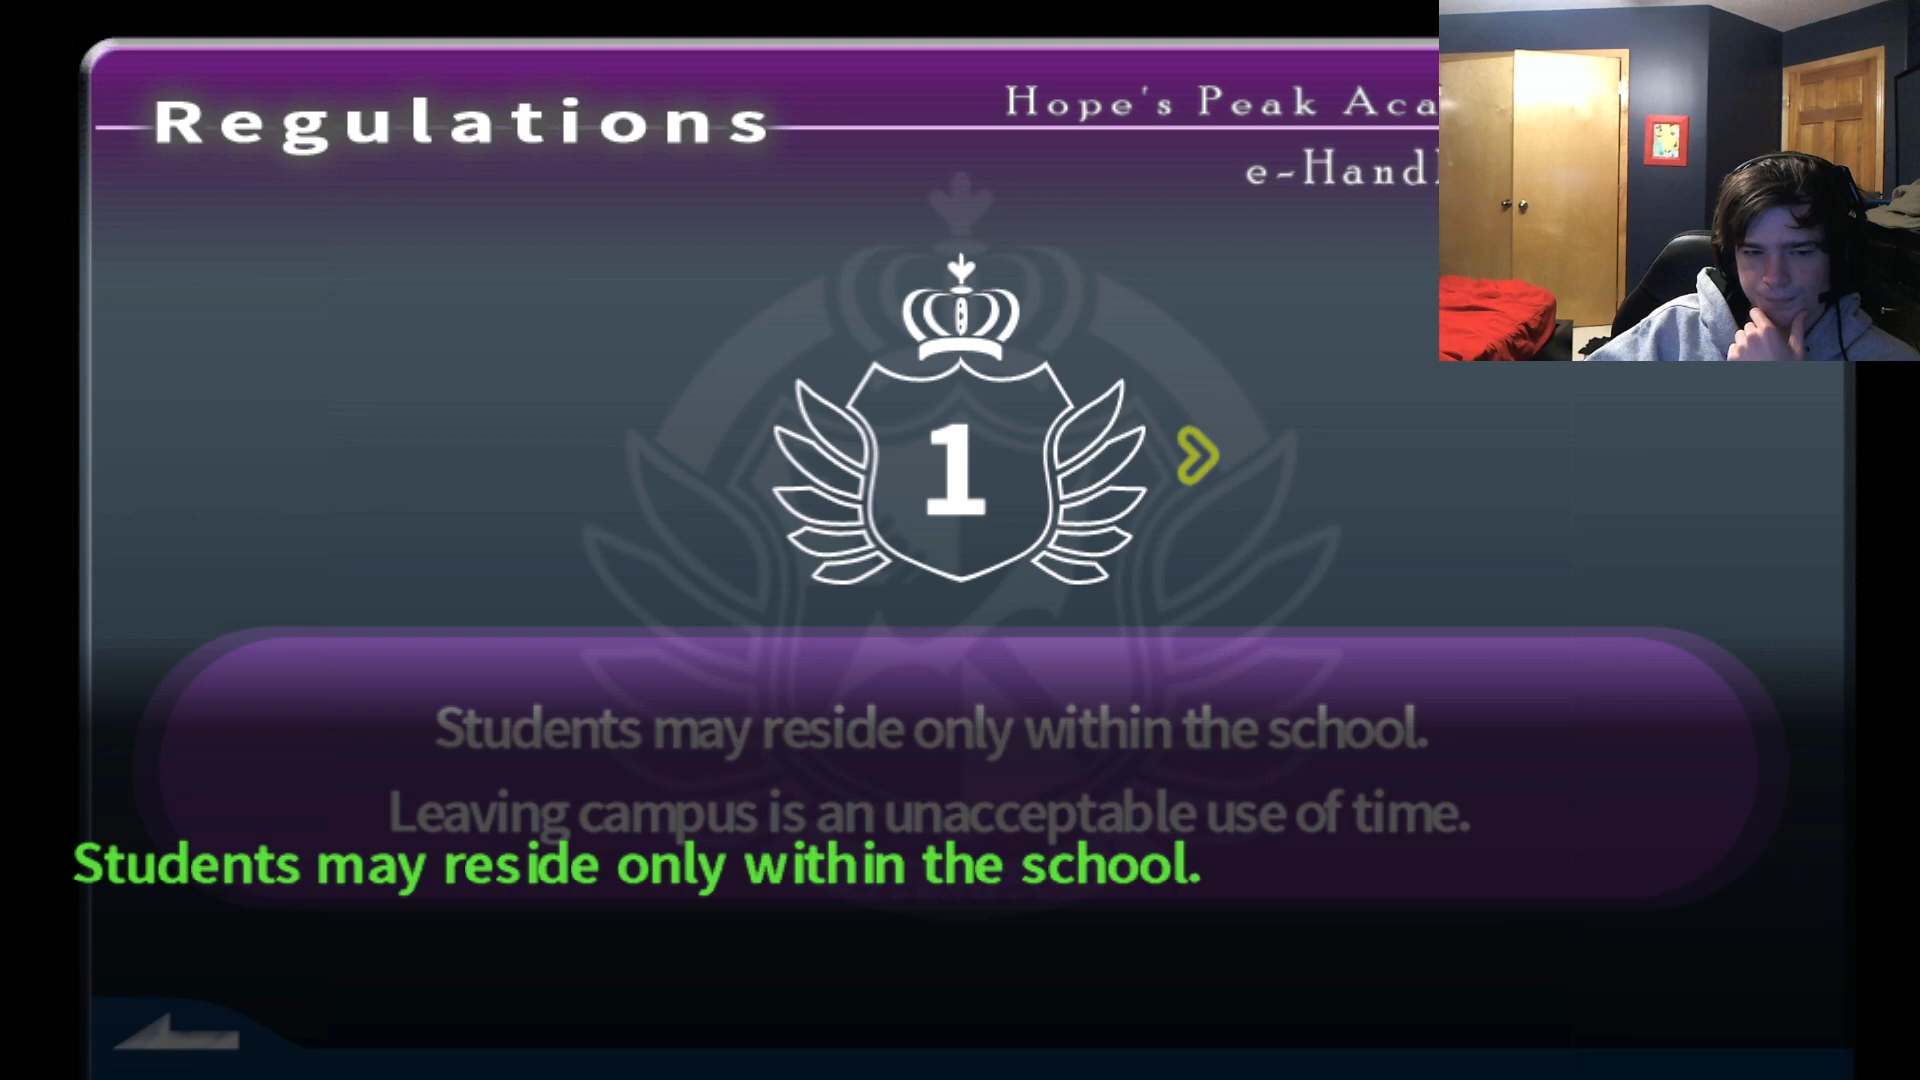 Regulations
Hope's Peak Aca
e-Hand
1
Students may reside only within the school.
Leaving campus is an unacceptable use of time.
Students may reside only within the school.